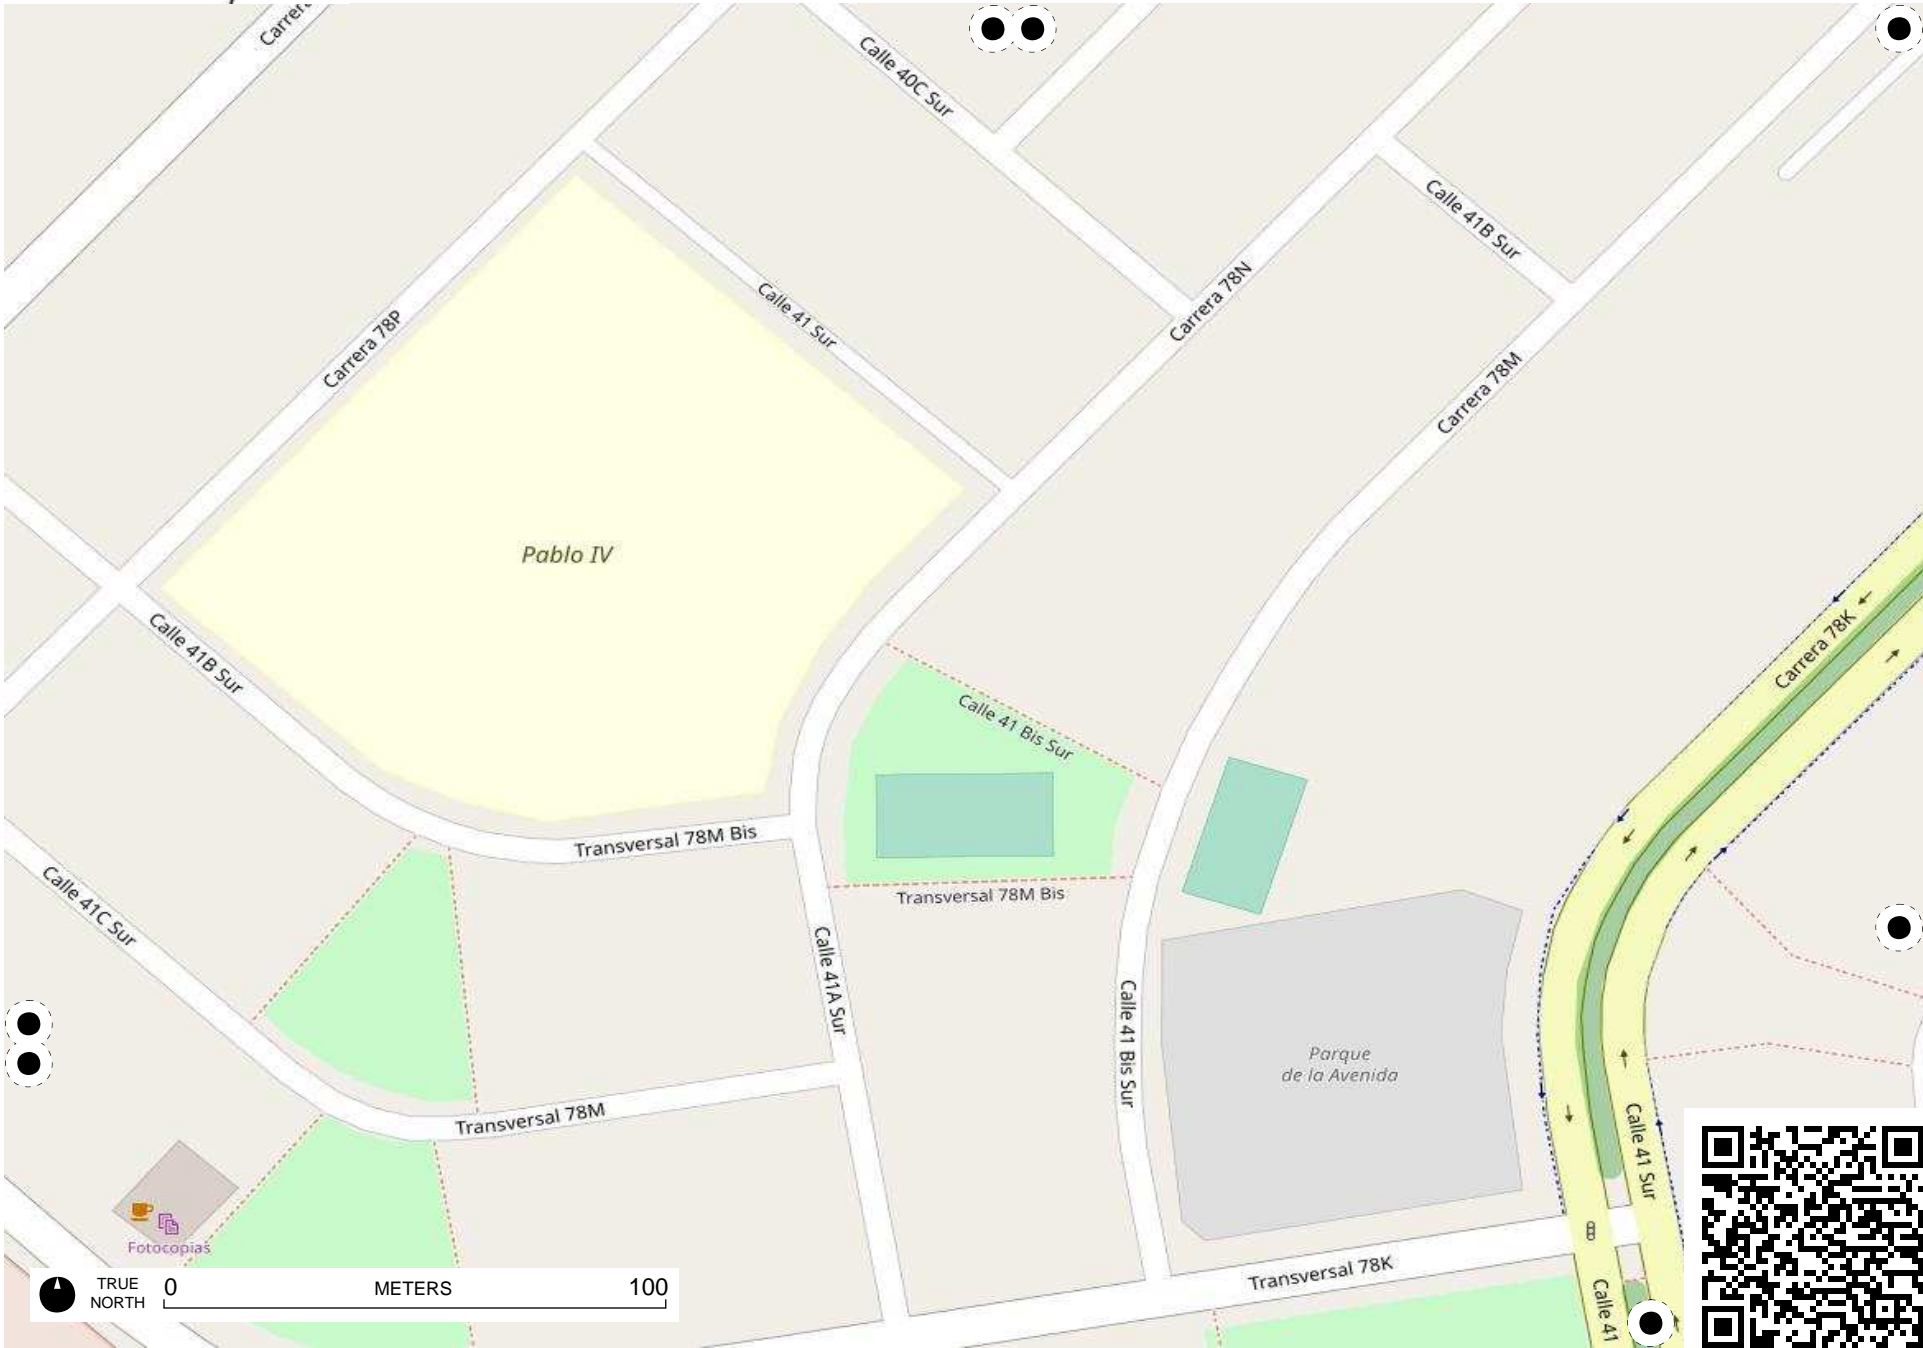 Carrera
Calle 40C Sur
Calle 41B Sur
Carrera 78N
Calle 41 Sur
Carrera 78P
Carrera 78M
Pablo IV
Calle 41B Sur
Carrera 78K
Calle 41 Bis Sur
Transversal 78M Bis
Transversal 78M Bis
Calle 41C Sur
Calle 41A Sur
Calle 41 Bis Sur
Parque
de la Avenida
Transversal 78M
Calle 41 Sur
Fotocopias
Transversal 78K
Calle 41
TRUE
NORTH
0 METERS 100